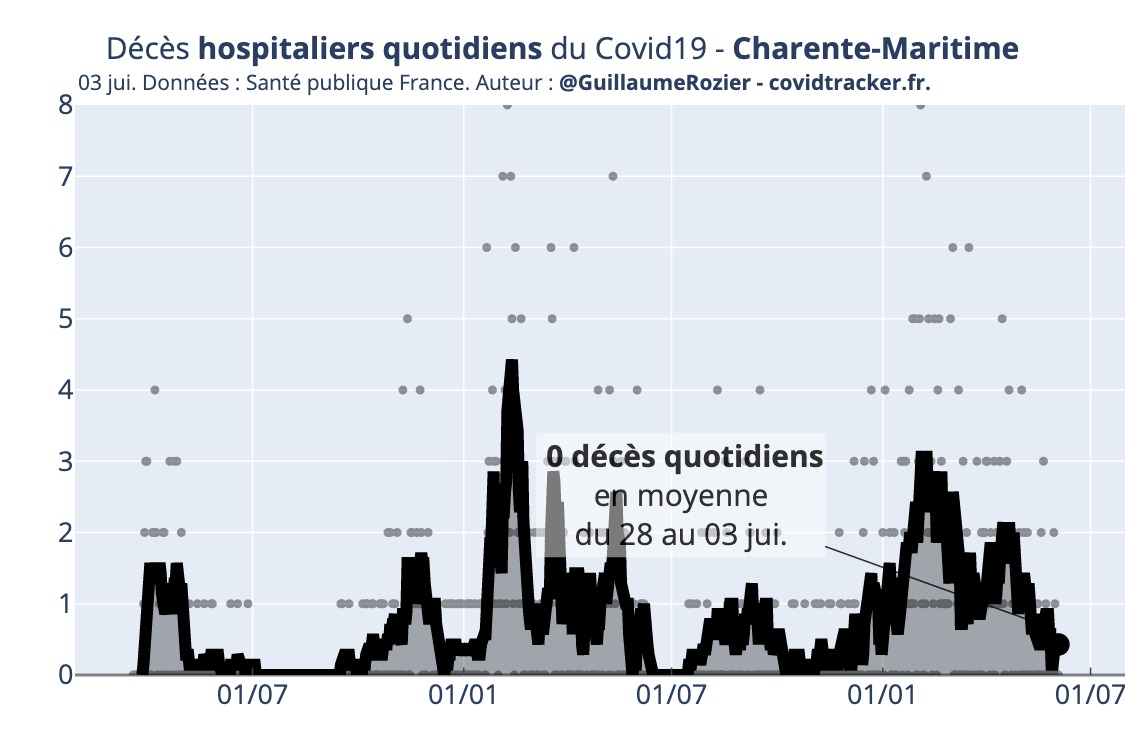 Décès hospitaliers quotidiens du Covid19 - Charente-Maritime
03 jui. Données : Santé publique France. Auteur : @GuillaumeRozier - covidtracker.fr.
8
7
6
5
4
3
2
1
0
0 décès quotidiens
en moyenne
du 28 au 03 jui.
01/07
01/01
01/07
01/01
01/07